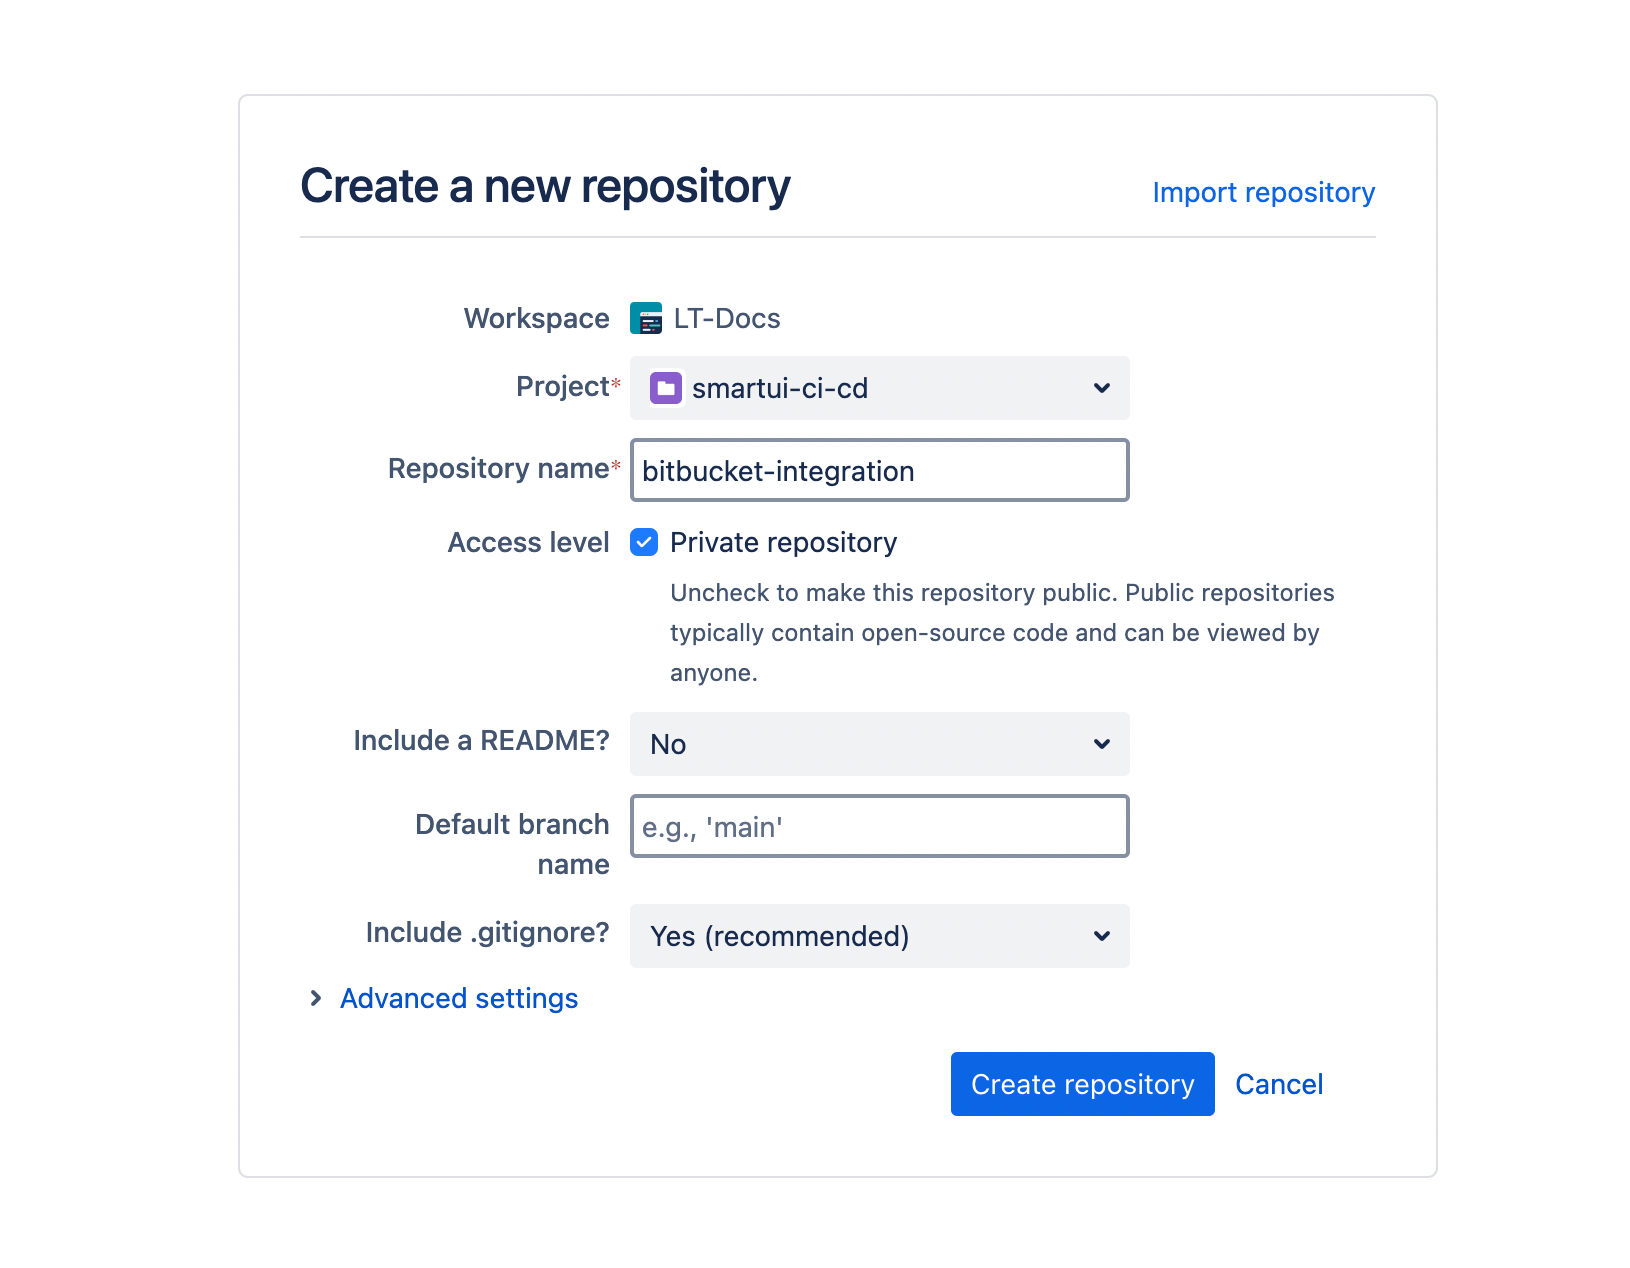 Create a new repository
Import repository
Workspace LT-Docs
Project* smartui-ci-cd
Repository name* bitbucket-integration
Access level Private repository
Uncheck to make this repository public. Public repositories
typically contain open-source code and can be viewed by
anyone.
Include a README? No
Default branch
name
e.g., 'main'
Include .gitignore? Yes (recommended)
Advanced settings
Create repository Cancel